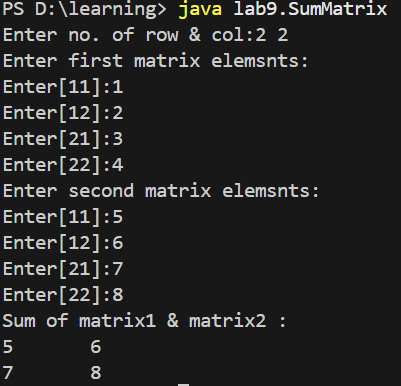 PS D:\learning> java lab9.SumMatrix
Enter no. of row & col:2 2
Enter first matrix elemsnts:
Enter[11]:1
Enter[12]:2
Enter[21]:3
Enter[22]:4
Enter second matrix elemsnts:
Enter[11]:5
Enter[12]:6
Enter[21]:7
Enter[22]:8
Sum of matrix1 & matrix2 :
5       6
7       8